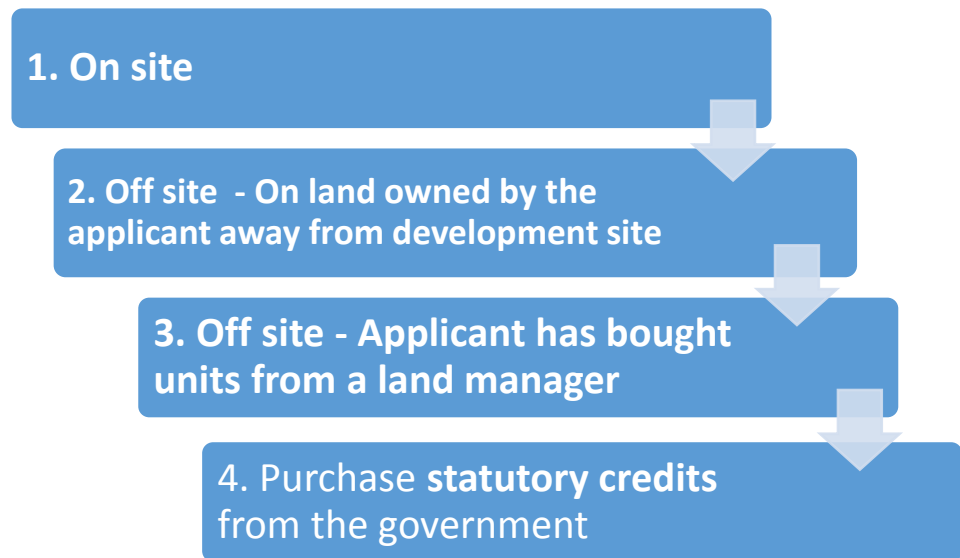 1. On site
2. Off site - On land owned by the
applicant away from development site
3. Off site - Applicant has bought
units from a land manager
4. Purchase statutory credits
from the government